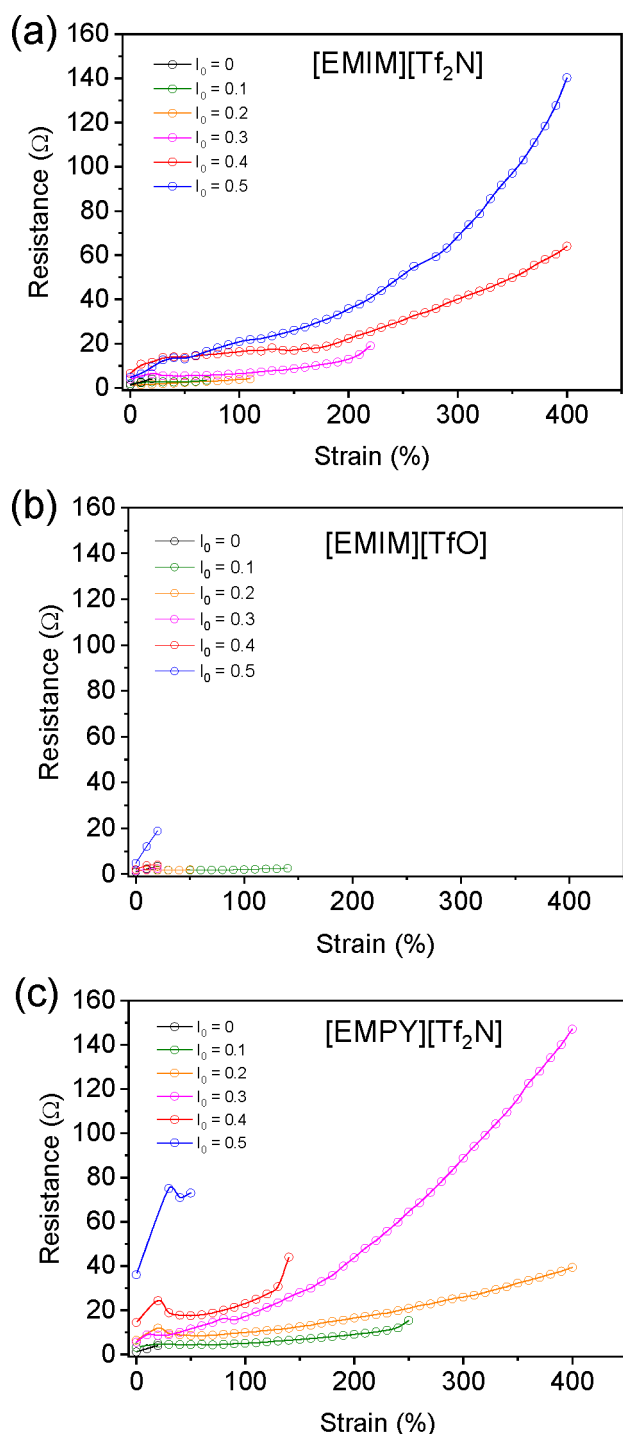 (a)
[EMIM][Tf₂N]
I₀ = 0
I₀ = 0.1
I₀ = 0.2
I₀ = 0.3
I₀ = 0.4
I₀ = 0.5
160
140
120
100
80
60
40
20
0
Resistance (Ω)
0 100 200 300 400
Strain (%)
(b)
[EMIM][TfO]
I₀ = 0
I₀ = 0.1
I₀ = 0.2
I₀ = 0.3
I₀ = 0.4
I₀ = 0.5
160
140
120
100
80
60
40
20
0
Resistance (Ω)
0 100 200 300 400
Strain (%)
(c)
[EMPY][Tf₂N]
I₀ = 0
I₀ = 0.1
I₀ = 0.2
I₀ = 0.3
I₀ = 0.4
I₀ = 0.5
160
140
120
100
80
60
40
20
0
Resistance (Ω)
0 100 200 300 400
Strain (%)